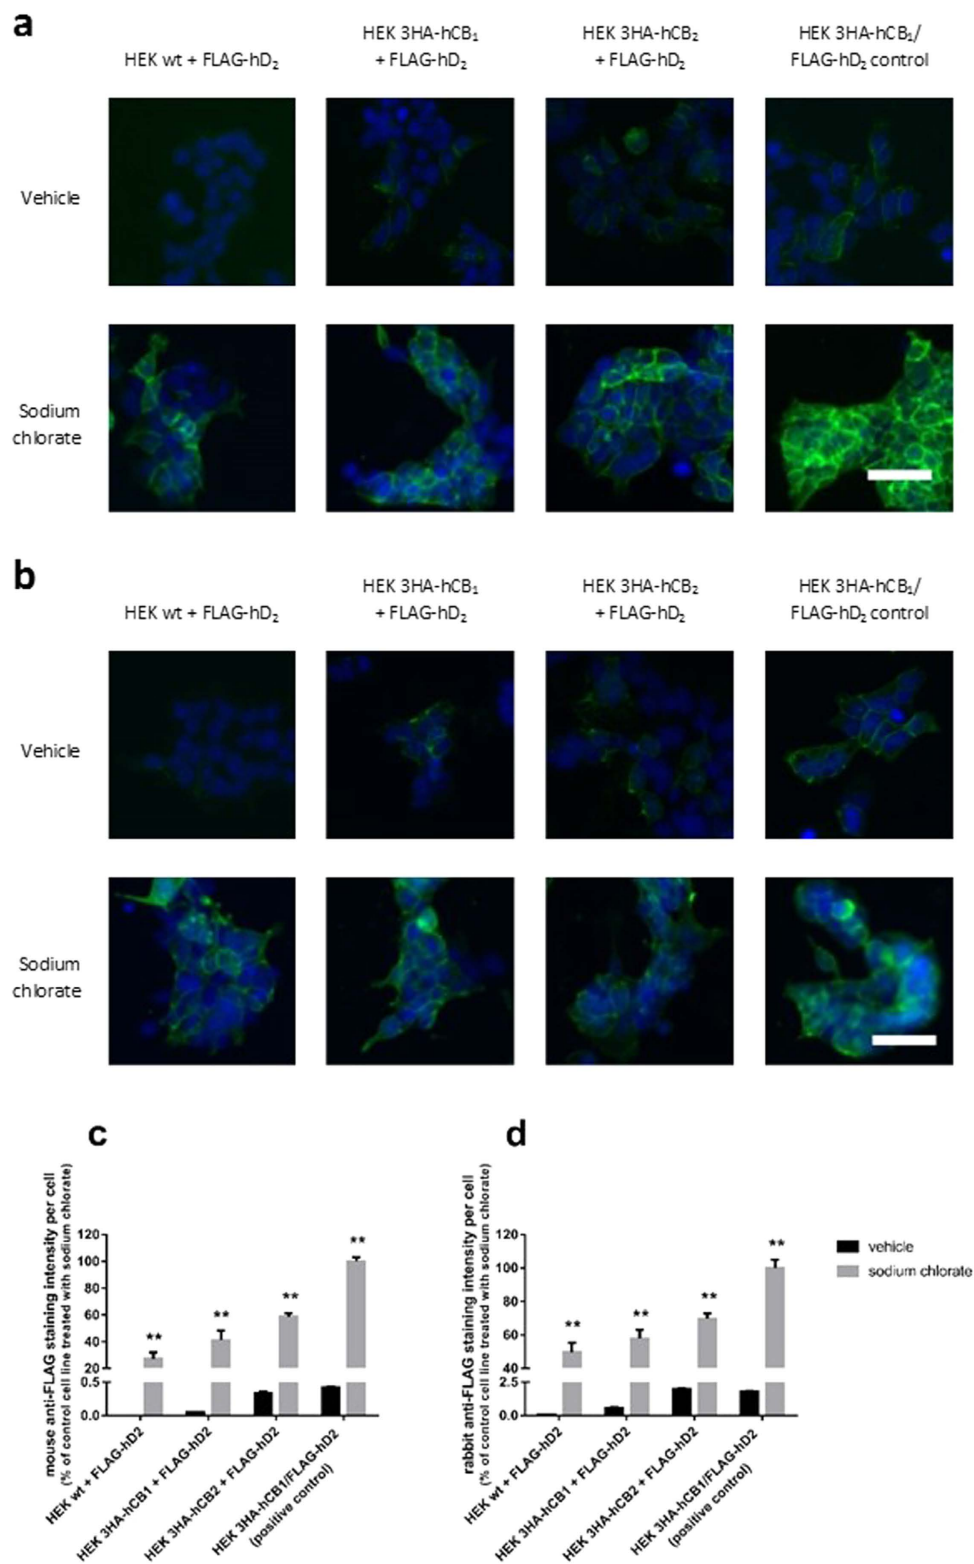 a
HEK wt + FLAG-hD₂
HEK 3HA-hCB₁
+ FLAG-hD₂
HEK 3HA-hCB₂
+ FLAG-hD₂
HEK 3HA-hCB₁/
FLAG-hD₂ control
Vehicle
Sodium
chlorate
b
HEK wt + FLAG-hD₂
HEK 3HA-hCB₁
+ FLAG-hD₂
HEK 3HA-hCB₂
+ FLAG-hD₂
HEK 3HA-hCB₁/
FLAG-hD₂ control
Vehicle
Sodium
chlorate
c
mouse anti-FLAG staining intensity per cell
(% of control cell line treated with sodium chlorate)
120
100
80
60
40
20
0.5
0.0
**
**
**
**
HEK wt + FLAG-hD2
HEK 3HA-hCB1 + FLAG-hD2
HEK 3HA-hCB2 + FLAG-hD2
HEK 3HA-hCB1/FLAG-hD2
(positive control)
d
rabbit anti-FLAG staining intensity per cell
(% of control cell line treated with sodium chlorate)
120
100
80
60
40
2.5
0.0
**
**
**
**
HEK wt + FLAG-hD2
HEK 3HA-hCB1 + FLAG-hD2
HEK 3HA-hCB2 + FLAG-hD2
HEK 3HA-hCB1/FLAG-hD2
(positive control)
vehicle
sodium chlorate